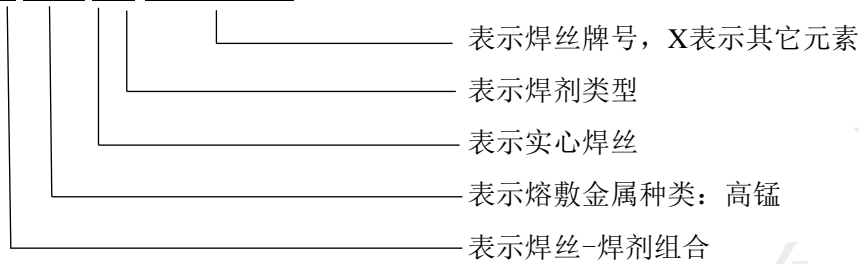 表示焊丝牌号，X表示其它元素
表示焊剂类型
表示实心焊丝
表示熔敷金属种类：高锰
表示焊丝-焊剂组合